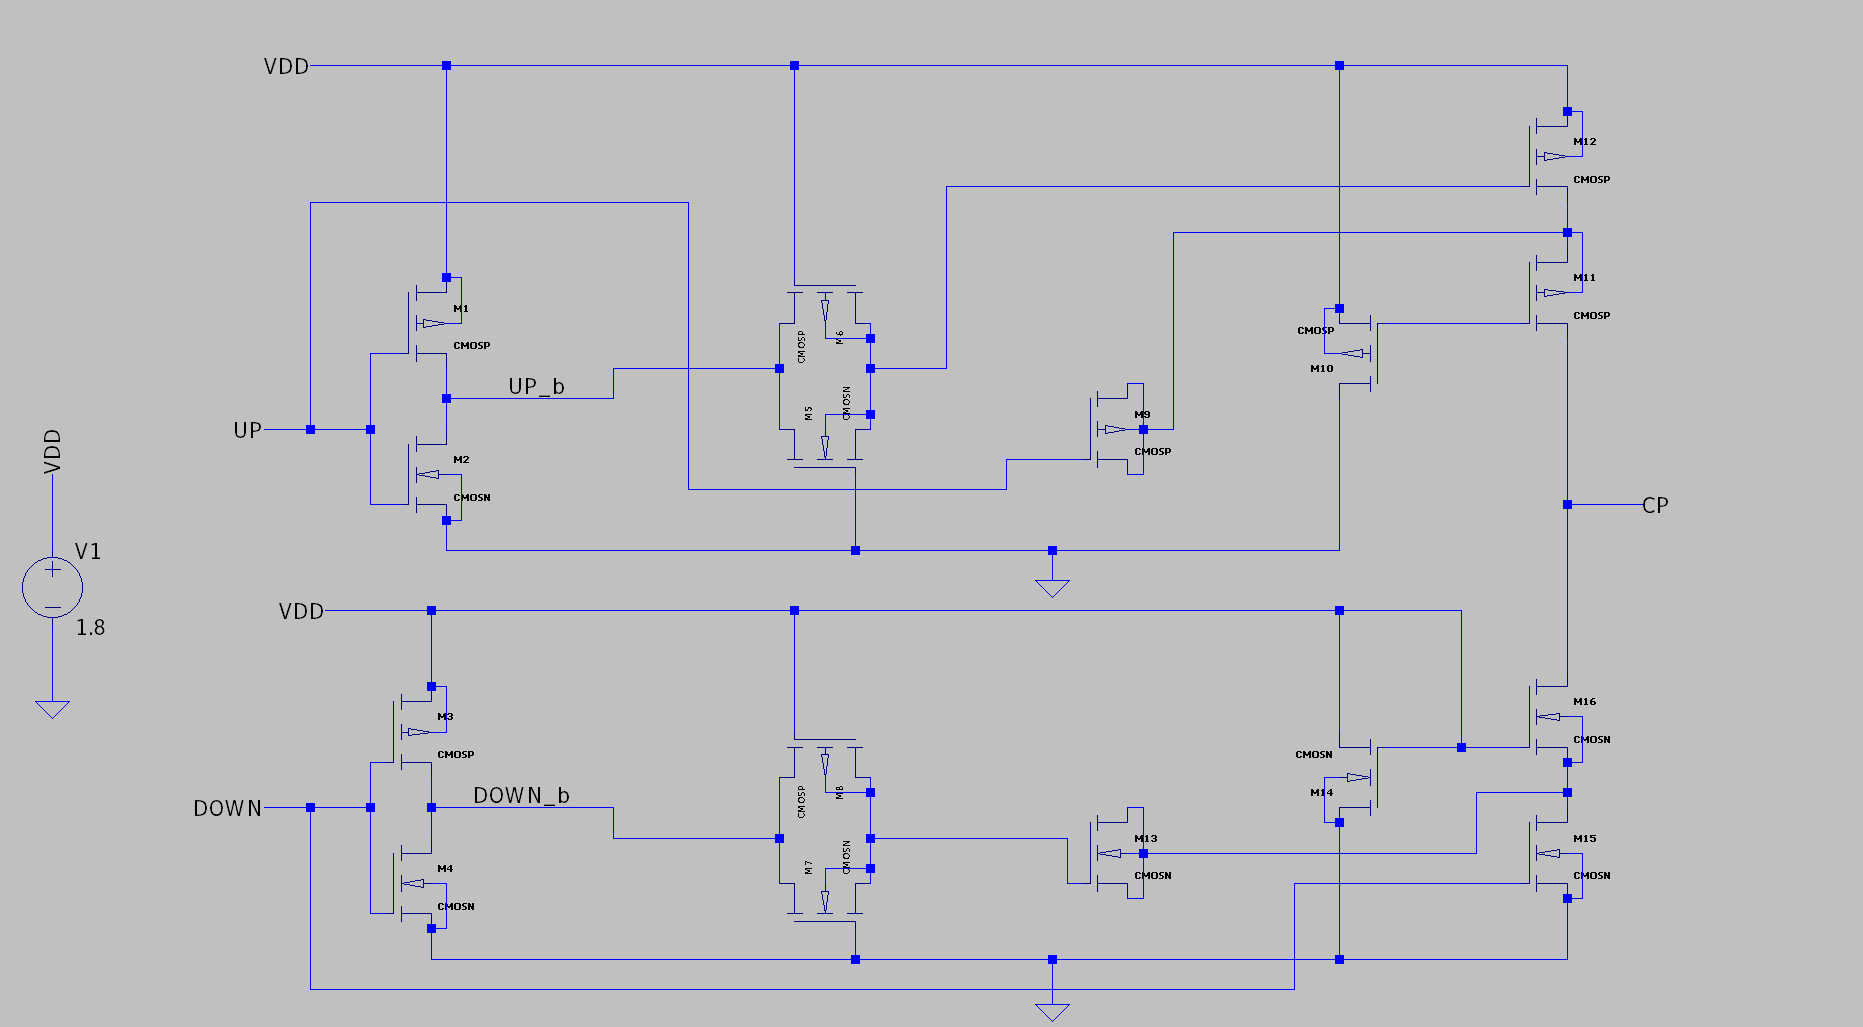 VDD
M12
CMOSP
M11
CMOSP
M1
CMOSP
UP_b
UP
M2
CMOSN
CMOSP
M6
M5
CMOSN
CMOSP
M10
M9
CMOSP
CP
VDD
V1
1.8
VDD
M3
CMOSP
DOWN_b
DOWN
M4
CMOSN
CMOSP
M8
M7
CMOSN
M13
CMOSN
CMOSN
M14
M16
CMOSN
M15
CMOSN